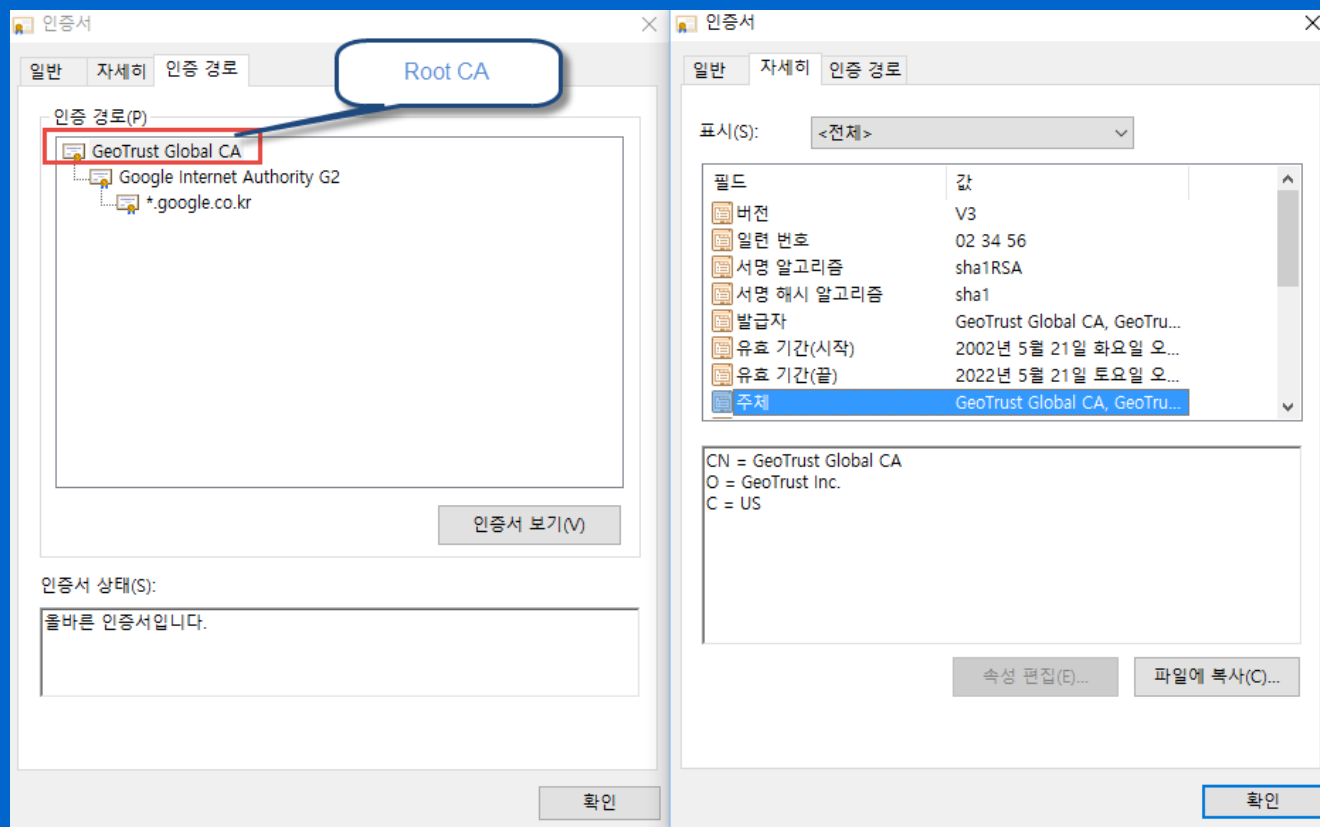 인증서
일반 자세히 인증 경로
Root CA
인증 경로(P)
GeoTrust Global CA
Google Internet Authority G2
*.google.co.kr
인증서 보기(V)
인증서 상태(S):
올바른 인증서입니다.
확인
인증서
일반 자세히 인증 경로
표시(S): <전체>
필드 값
버전 V3
일련 번호 02 34 56
서명 알고리즘 sha1RSA
서명 해시 알고리즘 sha1
발급자 GeoTrust Global CA, GeoTru...
유효 기간(시작) 2002년 5월 21일 화요일 오...
유효 기간(끝) 2022년 5월 21일 토요일 오...
주체 GeoTrust Global CA, GeoTru...
CN = GeoTrust Global CA
O = GeoTrust Inc.
C = US
속성 편집(E)... 파일에 복사(C)...
확인